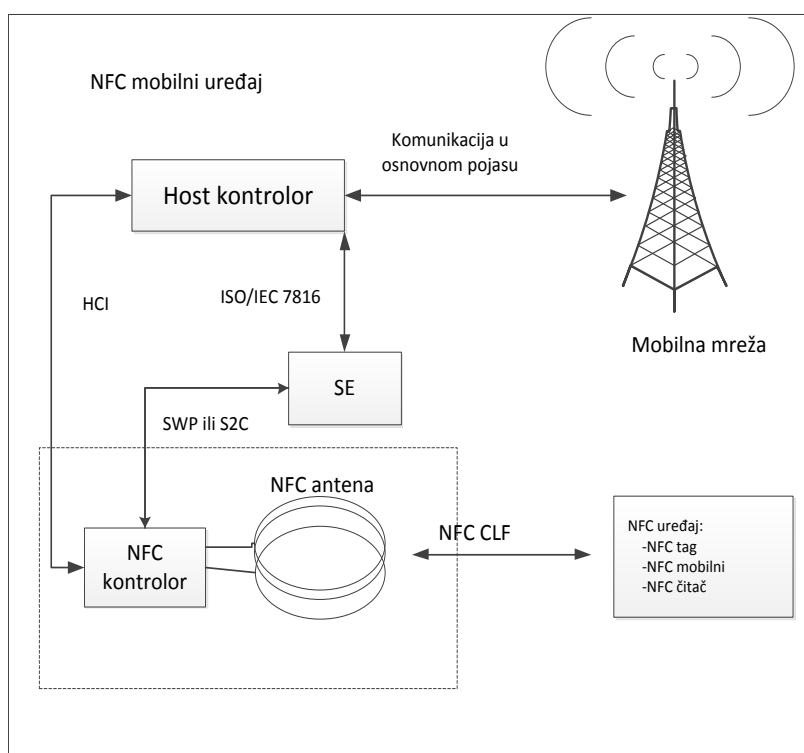 NFC mobilni uređaj
Komunikacija u
osnovnom pojasu
Host kontrolor
HCI
ISO/IEC 7816
Mobilna mreža
SE
SWP ili S2C
NFC antena
NFC CLF
NFC
kontrolor
NFC uređaj:
-NFC tag
-NFC mobilni
-NFC čitač